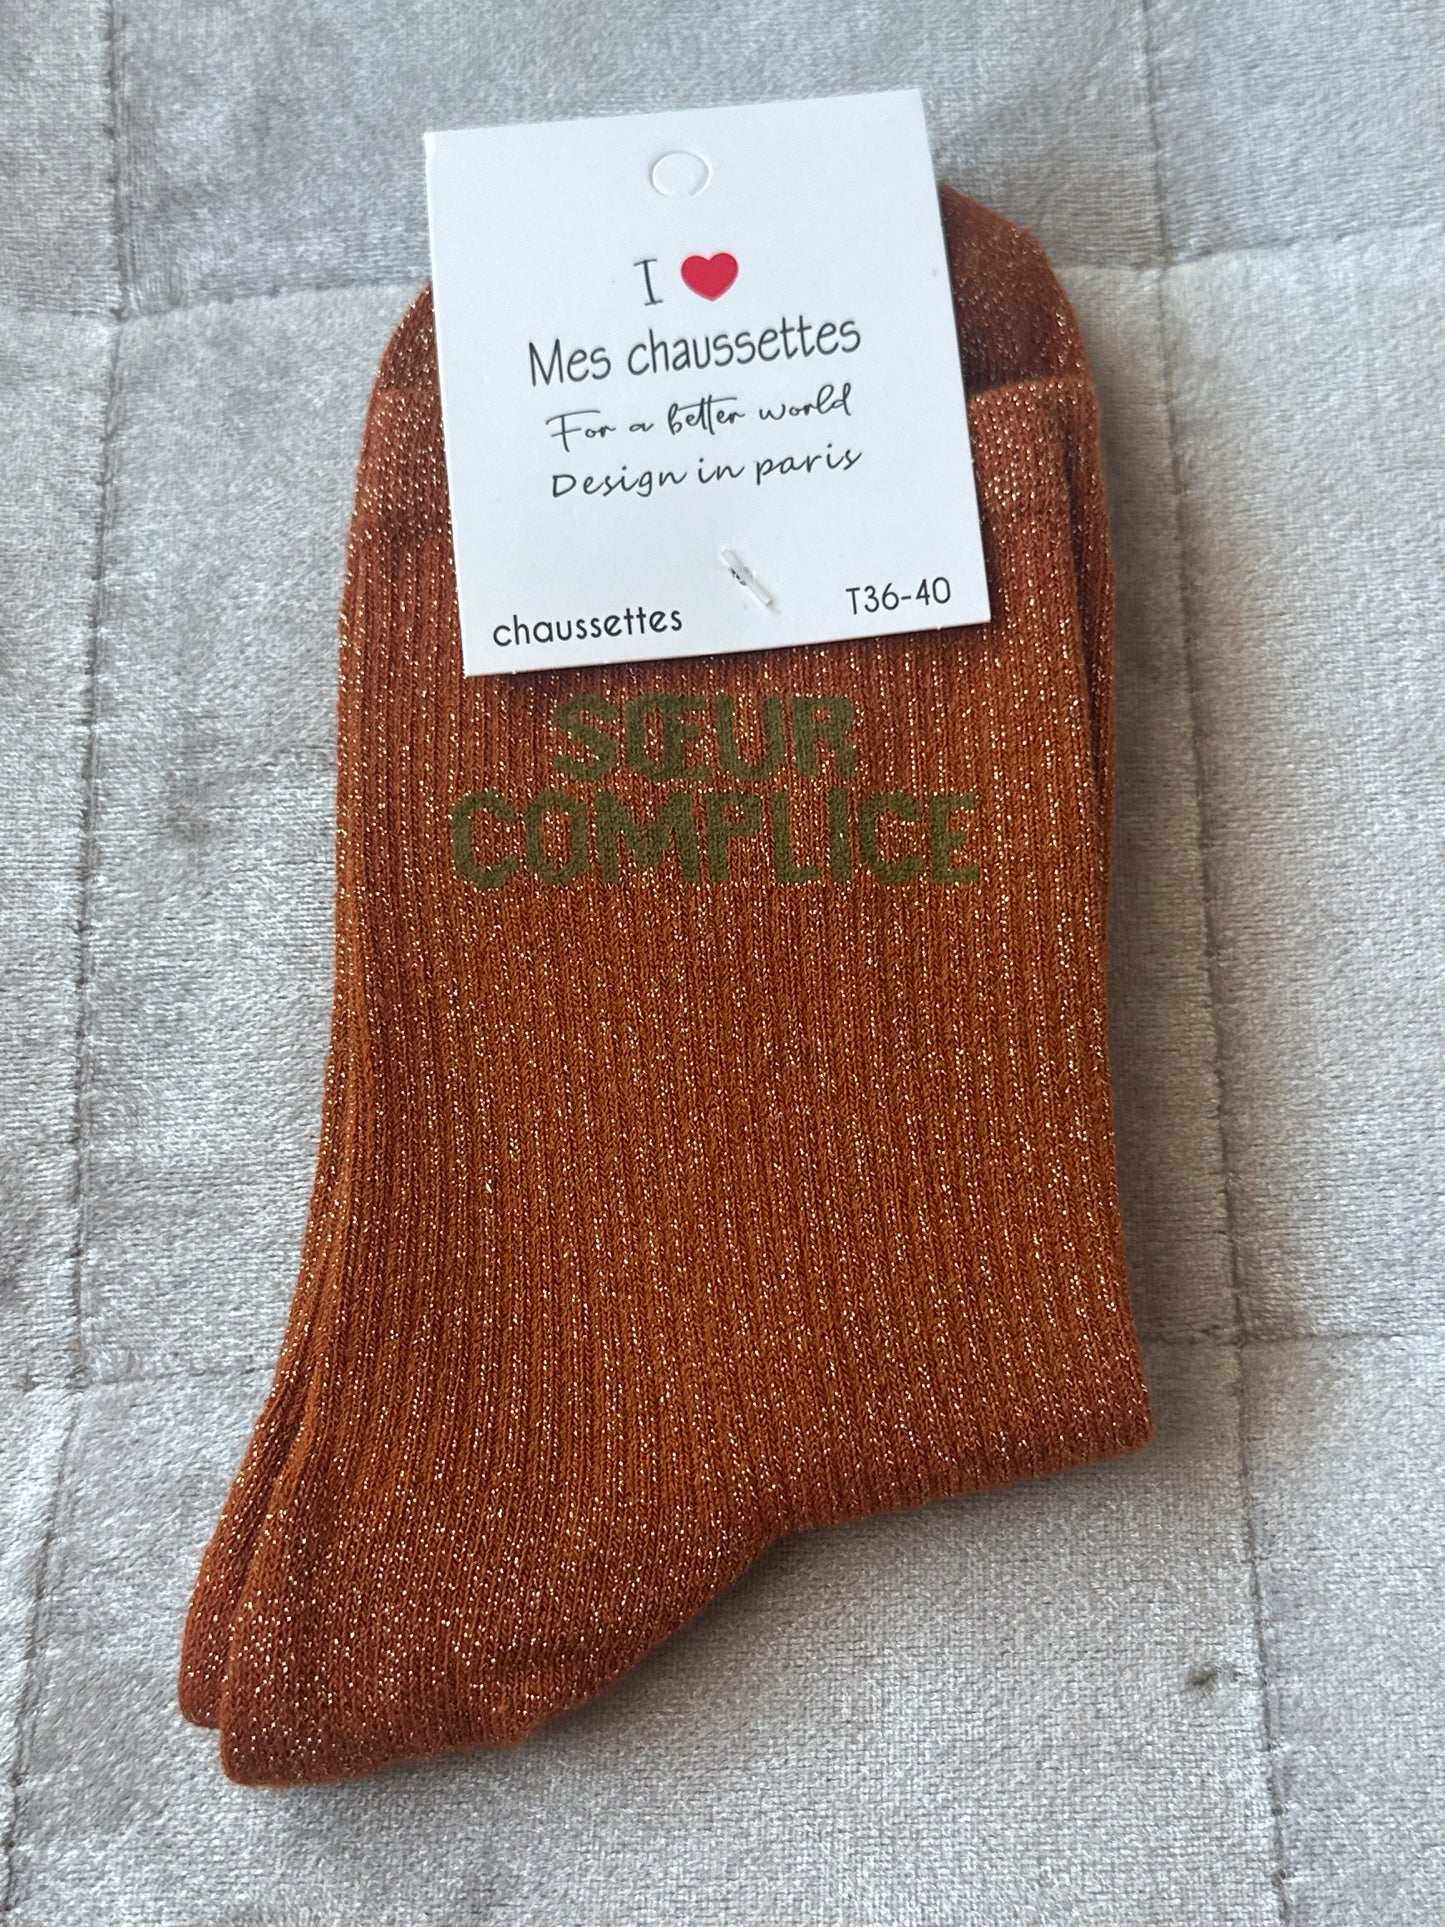 I ❤
Mes chaussettes
For a better world
Design in paris
chaussettes T36-40
SŒUR
COMPLICE